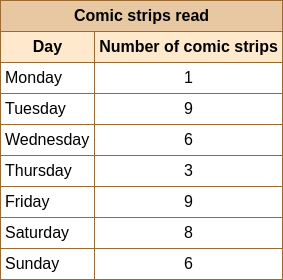 Comic strips read
Day Number of comic strips
Monday 1
Tuesday 9
Wednesday 6
Thursday 3
Friday 9
Saturday 8
Sunday 6